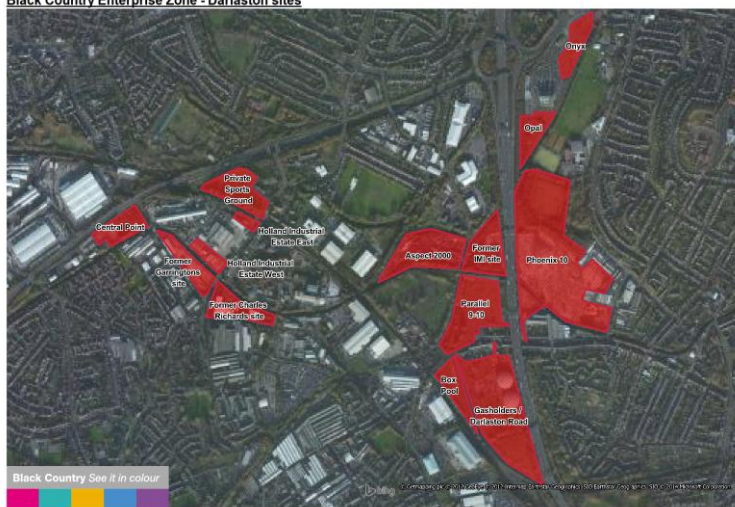 Black Country Enterprise Zone - Darlaston sites
Onyx
Opal
Private
Sports
Ground
Central Point
Holland Industrial
Estate East
Former
Garringtons
site
Holland Industrial
Estate West
Former Charles
Richards site
Aspect 2000
Former
IMI site
Phoenix 10
Parallel
9-10
Box
Pool
Gasholders /
Darlaston Road
Black Country See it in colour
bing